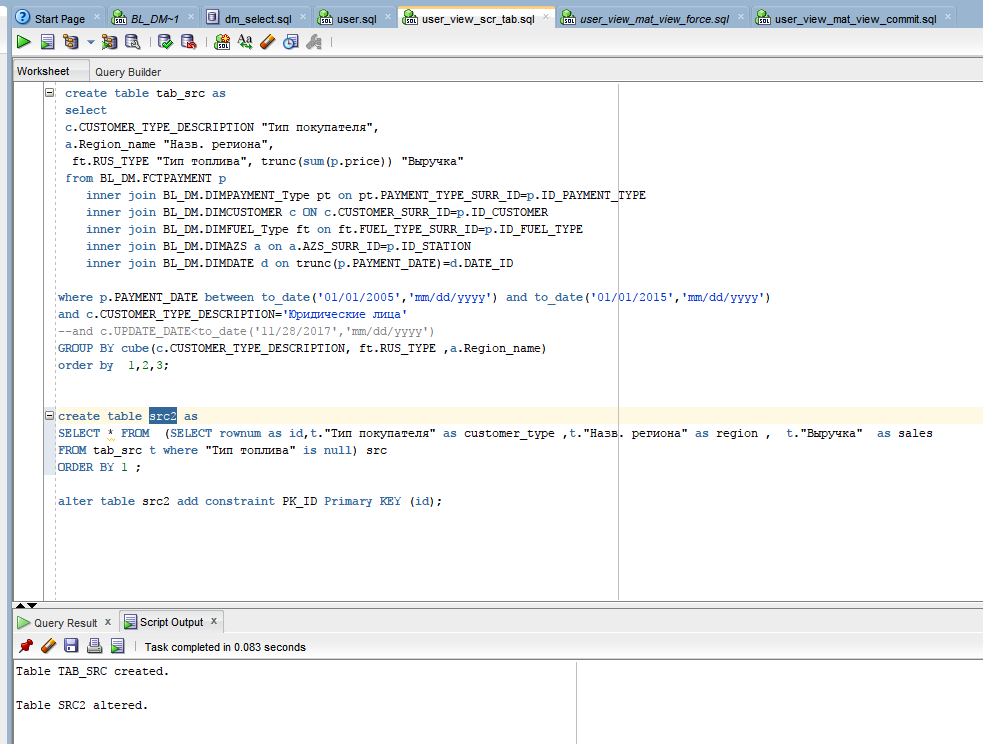 Start Page BL_DM~1 dm_select.sql user.sql user_view_scr_tab.sql user_view_mat_view_force.sql user_view_mat_view_commit.sql
Worksheet Query Builder
create table tab_src as
select
c.CUSTOMER_TYPE_DESCRIPTION "Тип покупателя",
a.Region_name "Назв. региона",
ft.RUS_TYPE "Тип топлива", trunc(sum(p.price)) "Выручка"
from BL_DM.FCTPAYMENT p
inner join BL_DM.DIMPAYMENT_Type pt on pt.PAYMENT_TYPE_SURR_ID=p.ID_PAYMENT_TYPE
inner join BL_DM.DIMCUSTOMER c ON c.CUSTOMER_SURR_ID=p.ID_CUSTOMER
inner join BL_DM.DIMFUEL_Type ft on ft.FUEL_TYPE_SURR_ID=p.ID_FUEL_TYPE
inner join BL_DM.DIMAZS a on a.AZS_SURR_ID=p.ID_STATION
inner join BL_DM.DIMDATE d on trunc(p.PAYMENT_DATE)=d.DATE_ID
where p.PAYMENT_DATE between to_date('01/01/2005','mm/dd/yyyy') and to_date('01/01/2015','mm/dd/yyyy')
and c.CUSTOMER_TYPE_DESCRIPTION='Юридические лица'
--and c.UPDATE_DATE<to_date('11/28/2017','mm/dd/yyyy')
GROUP BY cube(c.CUSTOMER_TYPE_DESCRIPTION, ft.RUS_TYPE ,a.Region_name)
order by 1,2,3;
create table src2 as
SELECT * FROM (SELECT rownum as id,t."Тип покупателя" as customer_type ,t."Назв. региона" as region , t."Выручка" as sales
FROM tab_src t where "Тип топлива" is null) src
ORDER BY 1 ;
alter table src2 add constraint PK_ID Primary KEY (id);
Query Result x Script Output x
Task completed in 0.083 seconds
Table TAB_SRC created.
Table SRC2 altered.